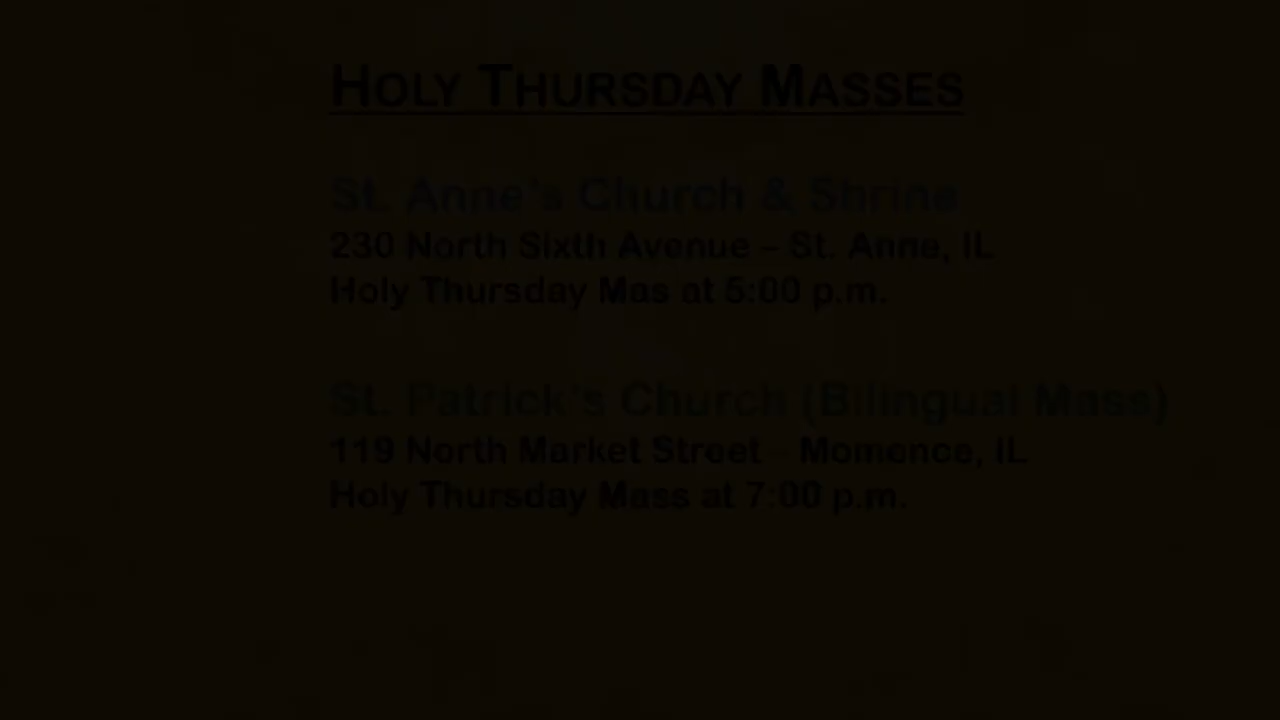 HOLY THURSDAY MASSES
St. Anne's Church & Shrine
230 North Sixth Avenue – St. Anne, IL
Holy Thursday Mas at 5:00 p.m.
St. Patrick's Church (Bilingual Mass)
119 North Market Street – Momence, IL
Holy Thursday Mass at 7:00 p.m.